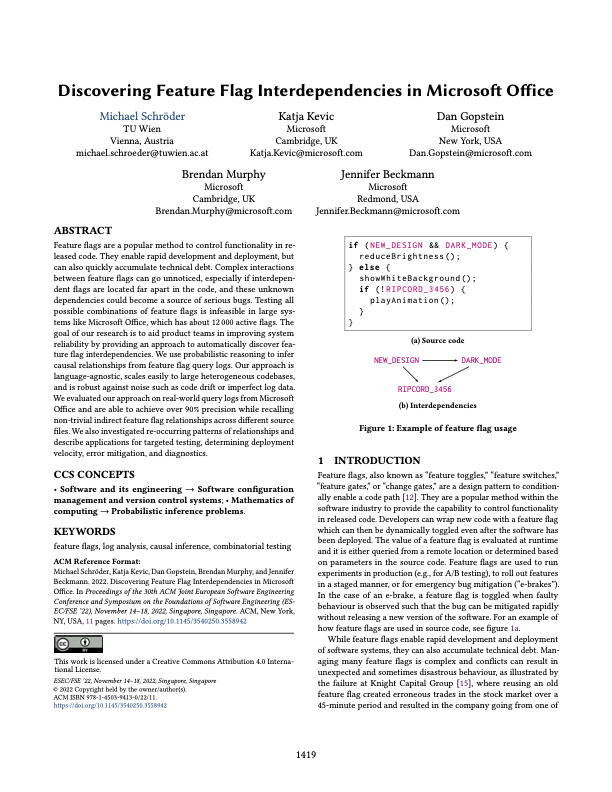 Discovering Feature Flag Interdependencies in Microsoft Office
Michael Schröder
TU Wien
Vienna, Austria
michael.schroeder@tuwien.ac.at
Katja Kevic
Microsoft
Cambridge, UK
Katja.Kevic@microsoft.com
Dan Gopstein
Microsoft
New York, USA
Dan.Gopstein@microsoft.com
Brendan Murphy
Microsoft
Cambridge, UK
Brendan.Murphy@microsoft.com
Jennifer Beckmann
Microsoft
Redmond, USA
Jennifer.Beckmann@microsoft.com
ABSTRACT
Feature flags are a popular method to control functionality in re-
leased code. They enable rapid development and deployment, but
can also quickly accumulate technical debt. Complex interactions
between feature flags can go unnoticed, especially if interdepen-
dent flags are located far apart in the code, and these unknown
dependencies could become a source of serious bugs. Testing all
possible combinations of feature flags is infeasible in large sys-
tems like Microsoft Office, which has about 12 000 active flags. The
goal of our research is to aid product teams in improving system
reliability by providing an approach to automatically discover fea-
ture flag interdependencies. We use probabilistic reasoning to infer
causal relationships from feature flag query logs. Our approach is
language-agnostic, scales easily to large heterogeneous codebases,
and is robust against noise such as code drift or imperfect log data.
We evaluated our approach on real-world query logs from Microsoft
Office and are able to achieve over 90% precision while recalling
non-trivial indirect feature flag relationships across different source
files. We also investigated re-occurring patterns of relationships and
describe applications for targeted testing, determining deployment
velocity, error mitigation, and diagnostics.
CCS CONCEPTS
• Software and its engineering → Software configuration
management and version control systems; • Mathematics of
computing → Probabilistic inference problems.
KEYWORDS
feature flags, log analysis, causal inference, combinatorial testing
ACM Reference Format:
Michael Schröder, Katja Kevic, Dan Gopstein, Brendan Murphy, and Jennifer
Beckmann. 2022. Discovering Feature Flag Interdependencies in Microsoft
Office. In Proceedings of the 30th ACM Joint European Software Engineering
Conference and Symposium on the Foundations of Software Engineering (ES-
EC/FSE ’22), November 14–18, 2022, Singapore, Singapore. ACM, New York,
NY, USA, 11 pages. https://doi.org/10.1145/3540250.3558942
cc
BY
This work is licensed under a Creative Commons Attribution 4.0 Interna-
tional License.
ESEC/FSE ’22, November 14–18, 2022, Singapore, Singapore
© 2022 Copyright held by the owner/author(s).
ACM ISBN 978-1-4503-9413-0/22/11.
https://doi.org/10.1145/3540250.3558942
if (NEW_DESIGN && DARK_MODE) {
reduceBrightness();
} else {
showWhiteBackground();
if (!RIPCORD_3456) {
playAnimation();
}
}
(a) Source code
NEW_DESIGN
DARK_MODE
RIPCORD_3456
(b) Interdependencies
Figure 1: Example of feature flag usage
1 INTRODUCTION
Feature flags, also known as “feature toggles,” “feature switches,”
“feature gates,” or “change gates,” are a design pattern to condition-
ally enable a code path [12]. They are a popular method within the
software industry to provide the capability to control functionality
in released code. Developers can wrap new code with a feature flag
which can then be dynamically toggled even after the software has
been deployed. The value of a feature flag is evaluated at runtime
and it is either queried from a remote location or determined based
on parameters in the source code. Feature flags are used to run
experiments in production (e.g., for A/B testing), to roll out features
in a staged manner, or for emergency bug mitigation (“e-brakes”).
In the case of an e-brake, a feature flag is toggled when faulty
behaviour is observed such that the bug can be mitigated rapidly
without releasing a new version of the software. For an example of
how feature flags are used in source code, see figure 1a.
While feature flags enable rapid development and deployment
of software systems, they can also accumulate technical debt. Man-
aging many feature flags is complex and conflicts can result in
unexpected and sometimes disastrous behaviour, as illustrated by
the failure at Knight Capital Group [15], where reusing an old
feature flag created erroneous trades in the stock market over a
45-minute period and resulted in the company going from one of
1419